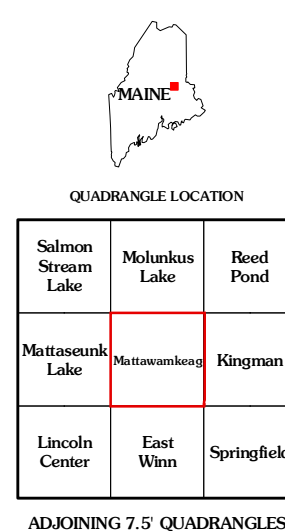 MAINE
QUADRANGLE LOCATION
Salmon
Stream
Lake
Molunkus
Lake
Reed
Pond
Mattaseunk
Lake
Mattawamkeag
Kingman
Lincoln
Center
East
Winn
Springfield
ADJOINING 7.5' QUADRANGLES